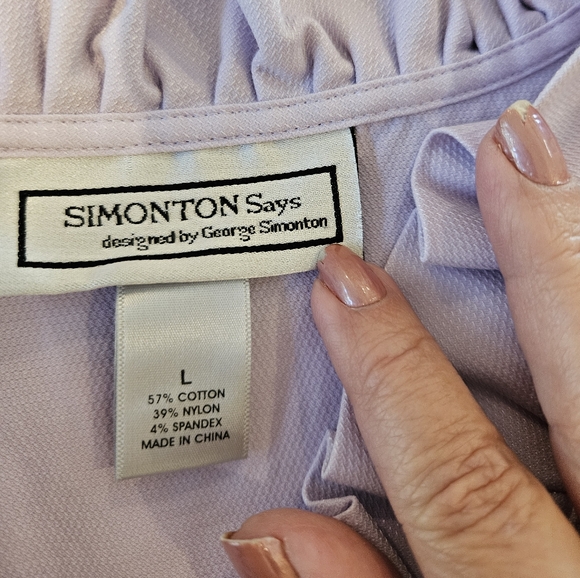 SIMONTON Says
designed by George Simonton
L
57% COTTON
39% NYLON
4% SPANDEX
MADE IN CHINA